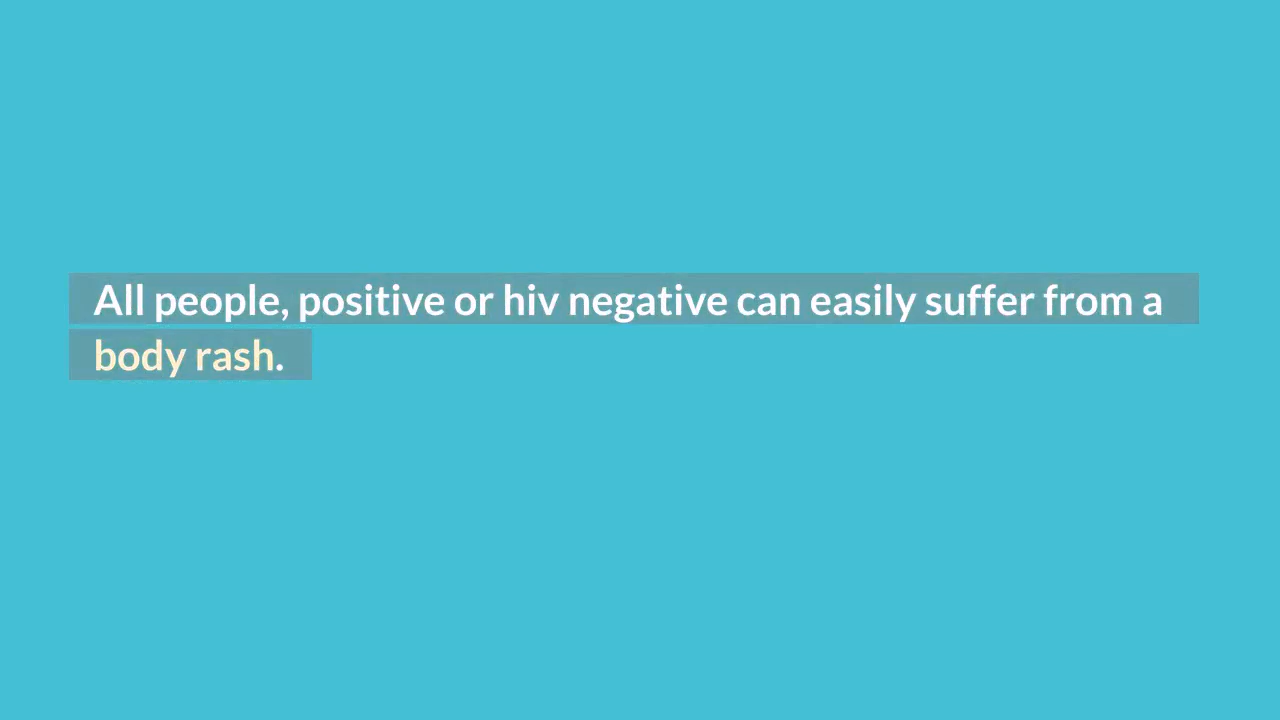 All people, positive or hiv negative can easily suffer from a
body rash.